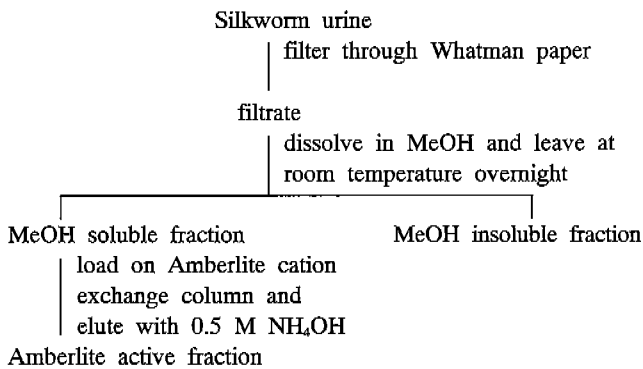 Silkworm urine
filter through Whatman paper
filtrate
dissolve in MeOH and leave at
room temperature overnight
MeOH soluble fraction
MeOH insoluble fraction
load on Amberlite cation
exchange column and
elute with 0.5 M NH₄OH
Amberlite active fraction